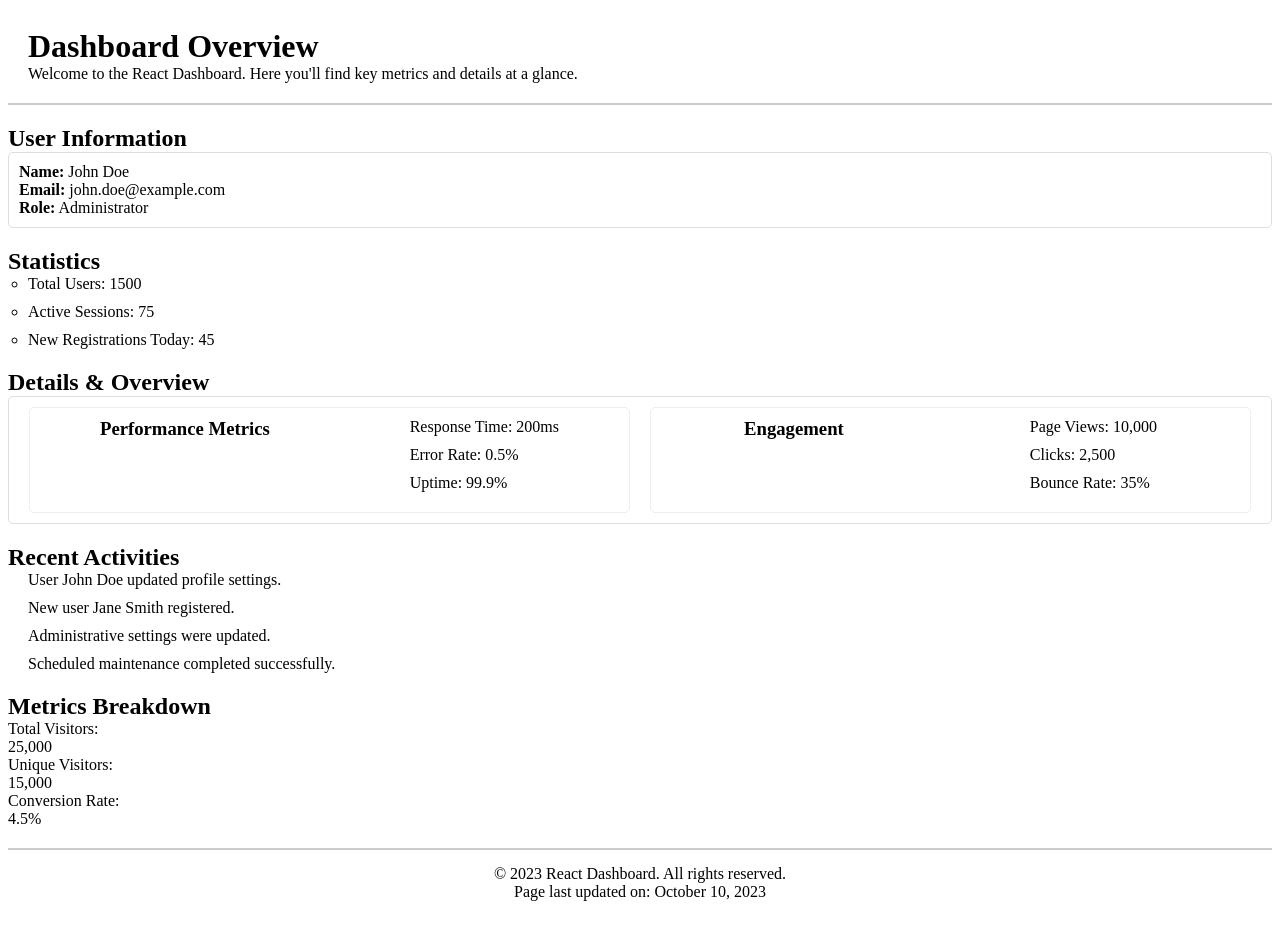 Dashboard Overview
Welcome to the React Dashboard. Here you'll find key metrics and details at a glance.
User Information
Name: John Doe
Email: john.doe@example.com
Role: Administrator
Statistics
Total Users: 1500
Active Sessions: 75
New Registrations Today: 45
Details & Overview
Performance Metrics
Response Time: 200ms
Error Rate: 0.5%
Uptime: 99.9%
Engagement
Page Views: 10,000
Clicks: 2,500
Bounce Rate: 35%
Recent Activities
User John Doe updated profile settings.
New user Jane Smith registered.
Administrative settings were updated.
Scheduled maintenance completed successfully.
Metrics Breakdown
Total Visitors:
25,000
Unique Visitors:
15,000
Conversion Rate:
4.5%
© 2023 React Dashboard. All rights reserved.
Page last updated on: October 10, 2023